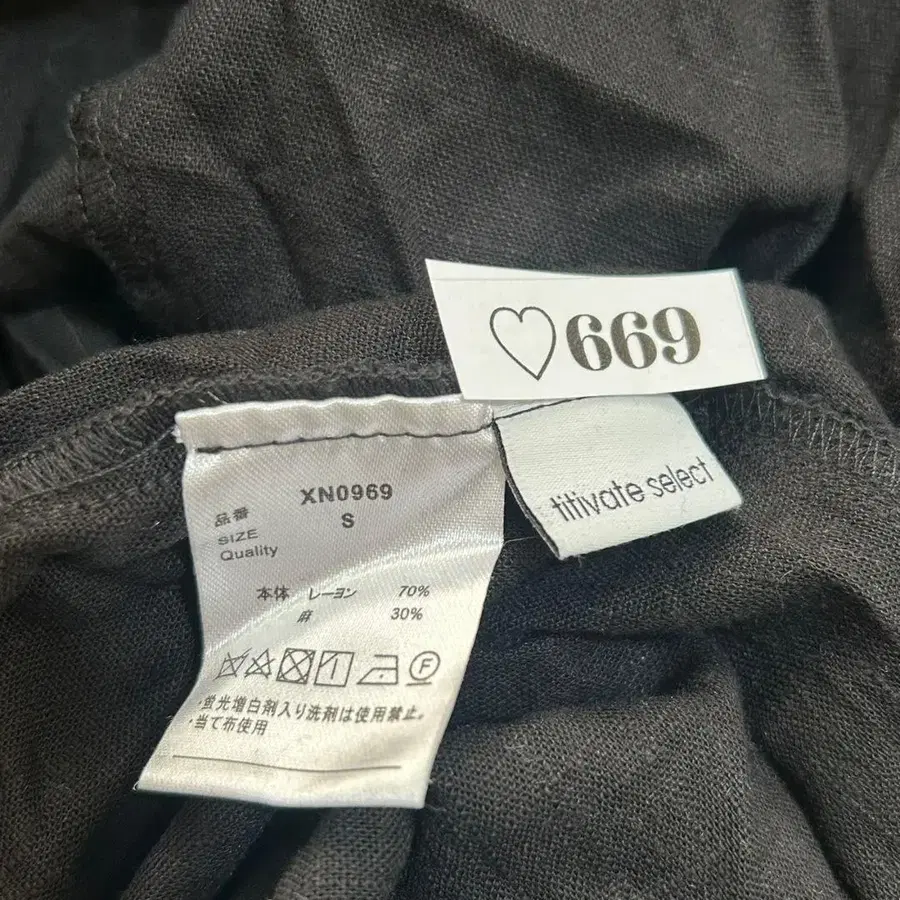 ♡669
titivate select
品番 XN0969
SIZE S
Quality
本体 レーヨン 70%
麻 30%
F
・蛍光増白剤入り洗剤は使用禁止。
・当て布使用